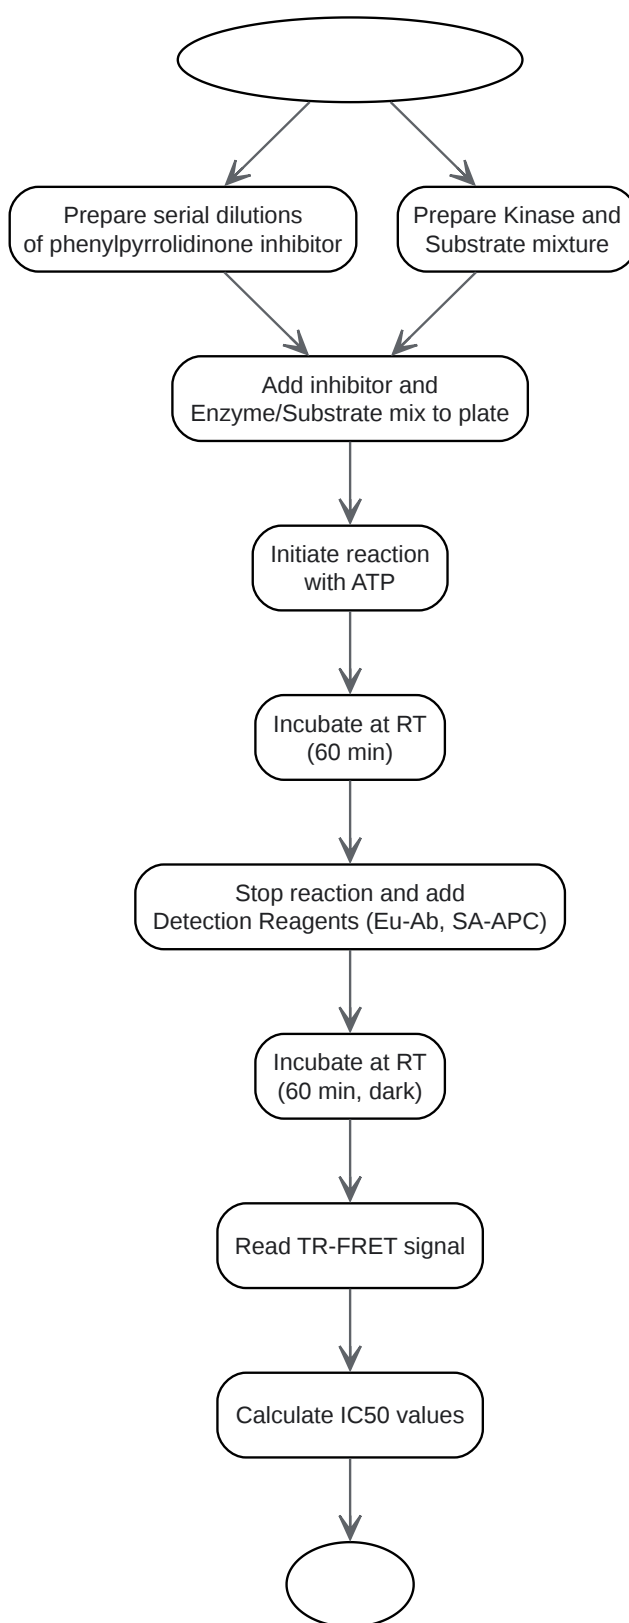 Prepare serial dilutions
of phenylpyrrolidinone inhibitor
Prepare Kinase and
Substrate mixture
Add inhibitor and
Enzyme/Substrate mix to plate
Initiate reaction
with ATP
Incubate at RT
(60 min)
Stop reaction and add
Detection Reagents (Eu-Ab, SA-APC)
Incubate at RT
(60 min, dark)
Read TR-FRET signal
Calculate IC50 values